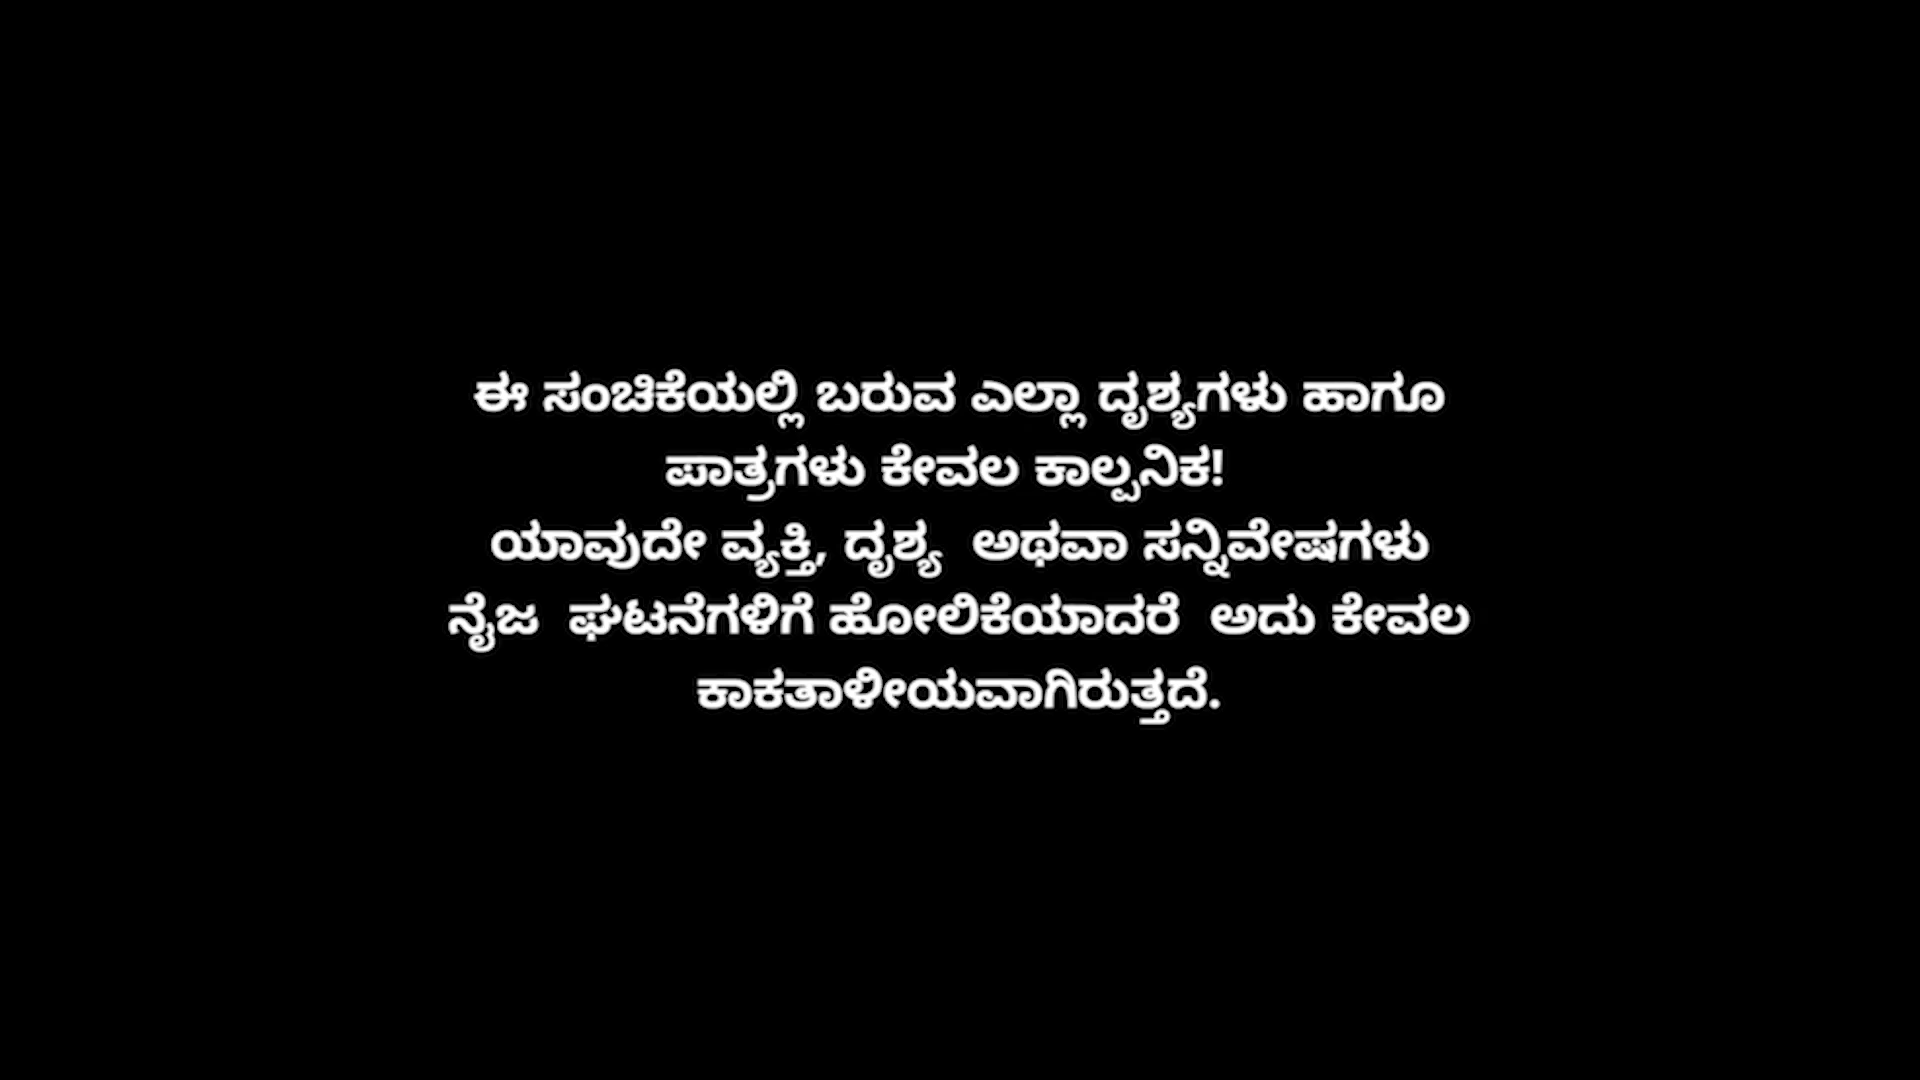 ಈ ಸಂಚಿಕೆಯಲ್ಲಿ ಬರುವ ಎಲ್ಲಾ ದೃಶ್ಯಗಳು ಹಾಗೂ
ಪಾತ್ರಗಳು ಕೇವಲ ಕಾಲ್ಪನಿಕ!
ಯಾವುದೇ ವ್ಯಕ್ತಿ, ದೃಶ್ಯ ಅಥವಾ ಸನ್ನಿವೇಷಗಳು
ನೈಜ ಘಟನೆಗಳಿಗೆ ಹೋಲಿಕೆಯಾದರೆ ಅದು ಕೇವಲ
ಕಾಕತಾಳೀಯವಾಗಿರುತ್ತದೆ.